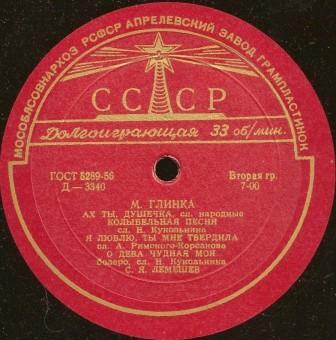 МОСОБЛСОВНАРХОЗ РСФСР АПРЕЛЕВСКИЙ ЗАВОД ГРАМПЛАСТИНОК
СССР
Долгоиграющая 33 об/мин.
ГОСТ 5289-56 Вторая гр.
Д—3340 7-00
М. ГЛИНКА
АХ ТЫ, ДУШЕЧКА, сл. народные
КОЛЫБЕЛЬНАЯ ПЕСНЯ
сл. Н. Кукольника
Я ЛЮБЛЮ, ТЫ МНЕ ТВЕРДИЛА
сл. А. Римского-Корсакова
О ДЕВА ЧУДНАЯ МОЯ
болеро, сл. Н. Кукольника
С. Я. ЛЕМЕШЕВ